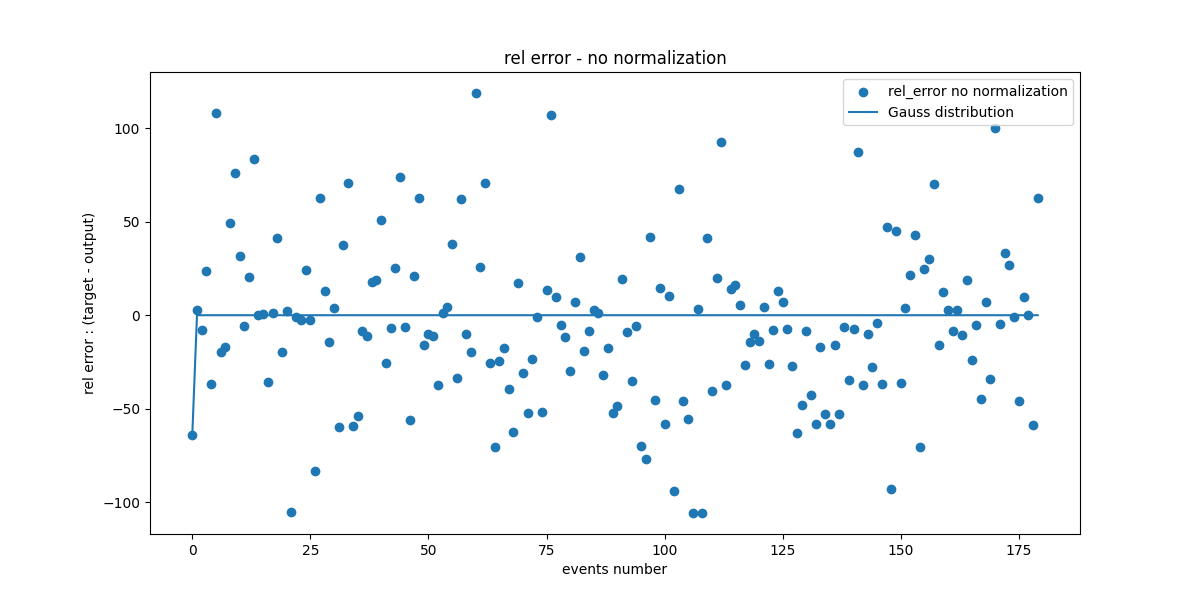 rel error - no normalization
rel_error no normalization
Gauss distribution
rel error : (target - output)
100
50
0
−50
−100
0 25 50 75 100 125 150 175
events number